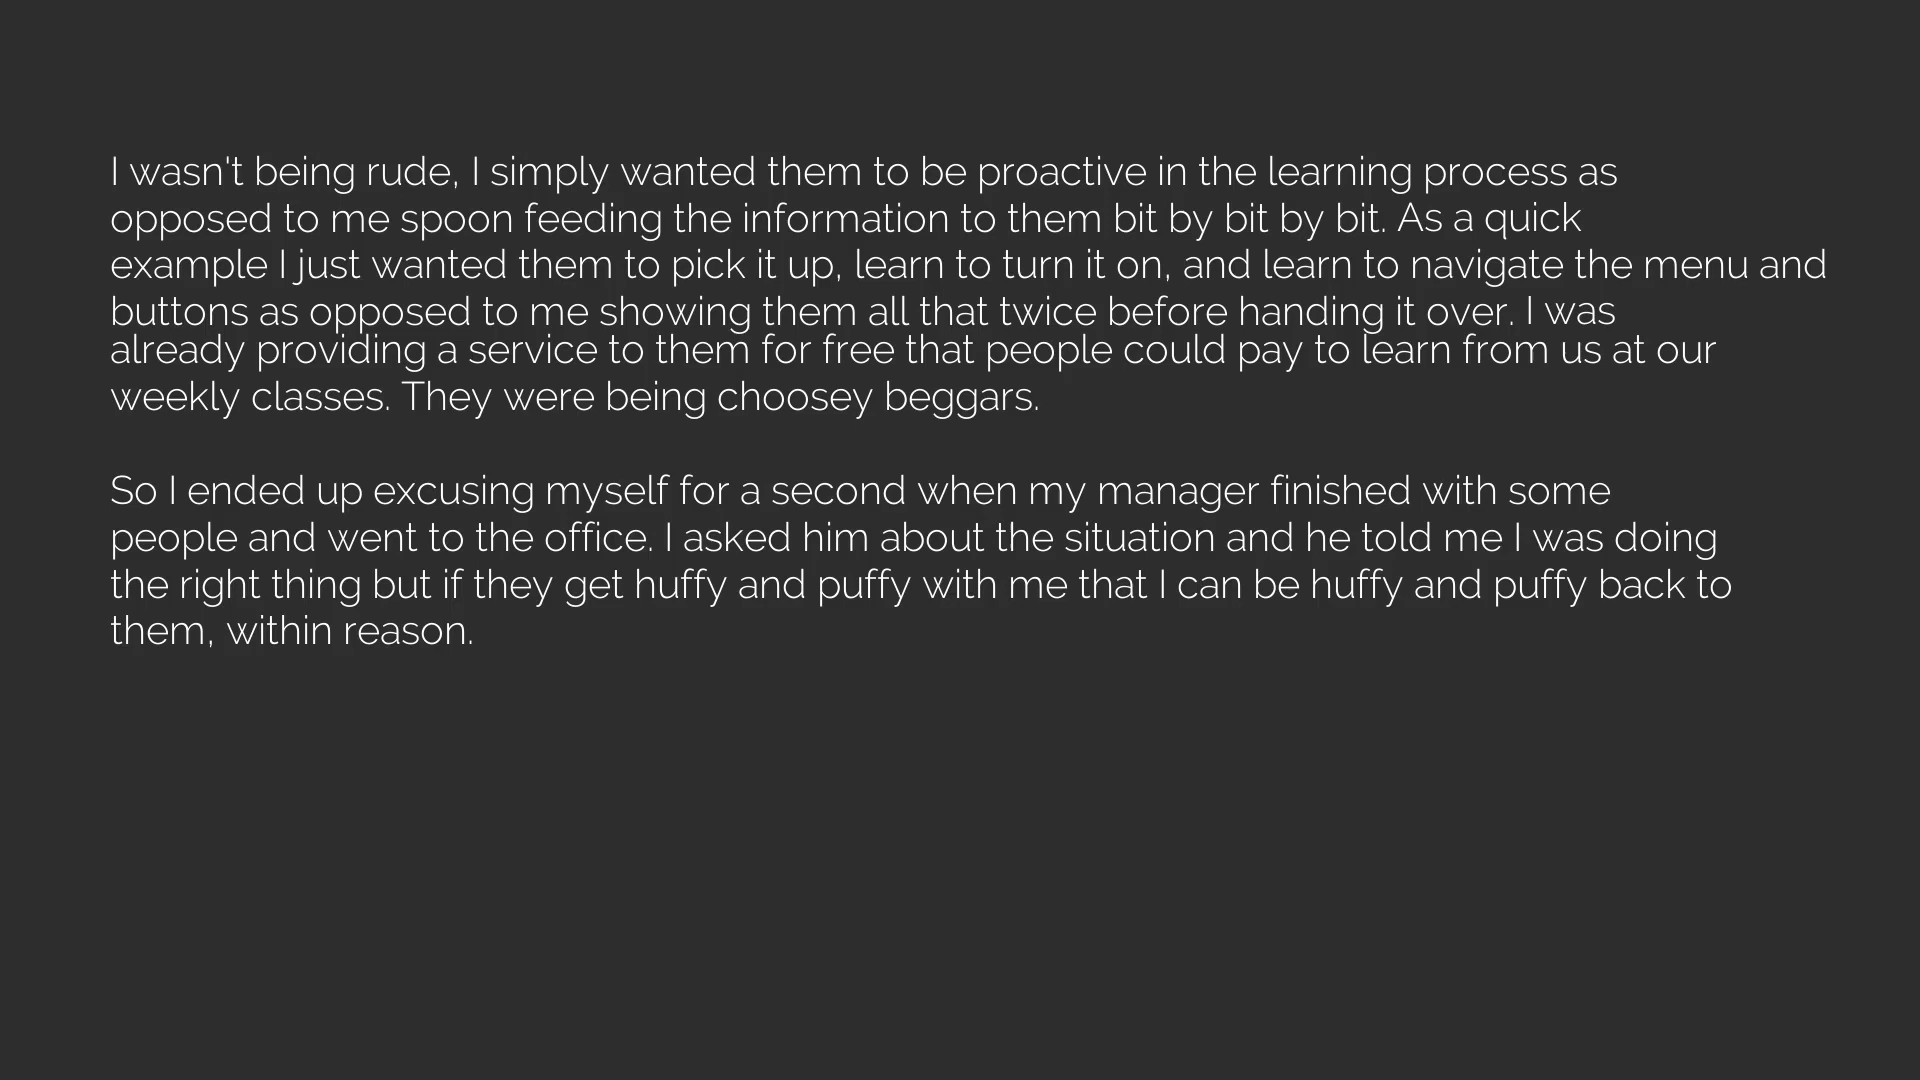 I wasn't being rude, I simply wanted them to be proactive in the learning process as
opposed to me spoon feeding the information to them bit by bit by bit. As a quick
example I just wanted them to pick it up, learn to turn it on, and learn to navigate the menu and
buttons as opposed to me showing them all that twice before handing it over. I was
already providing a service to them for free that people could pay to learn from us at our
weekly classes. They were being choosey beggars.
So I ended up excusing myself for a second when my manager finished with some
people and went to the office. I asked him about the situation and he told me I was doing
the right thing but if they get huffy and puffy with me that I can be huffy and puffy back to
them, within reason.